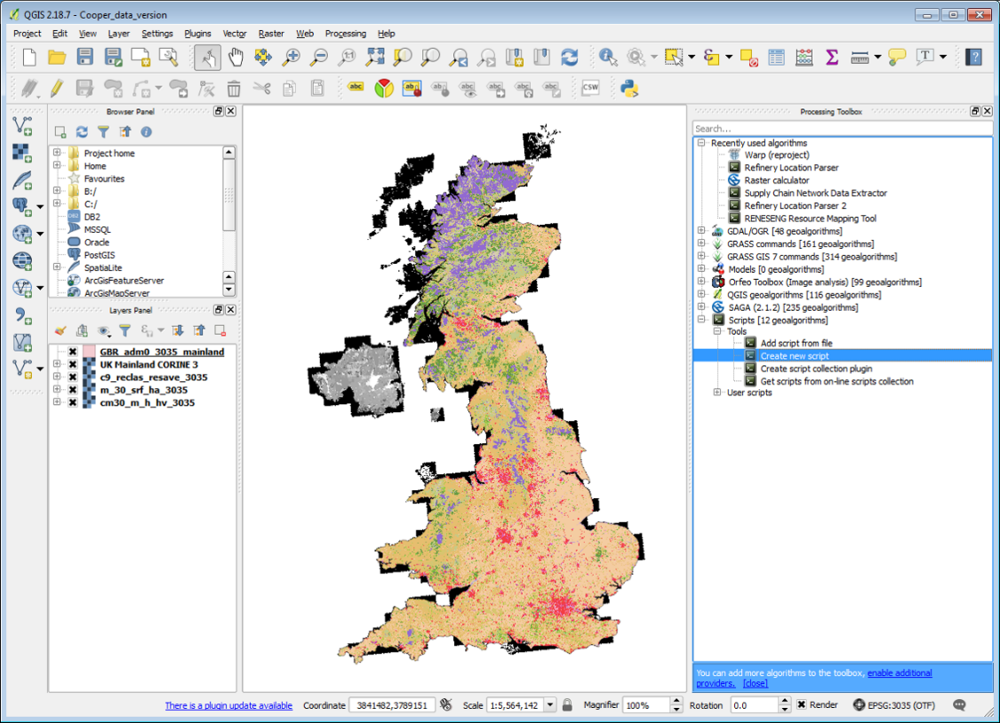 QGIS 2.18.7 - Cooper_data_version
Project Edit View Layer Settings Plugins Vector Raster Web Processing Help
abc CSW
Browser Panel
Project home
Home
Favourites
B:/
C:/
DB2
MSSQL
Oracle
PostGIS
SpatiaLite
ArcGisFeatureServer
ArcGisMapServer
Layers Panel
GBR_adm0_3035_mainland
UK Mainland CORINE 3
c9_reclas_resave_3035
m_30_srf_ha_3035
cm30_m_h_hv_3035
Processing Toolbox
Search...
Recently used algorithms
Warp (reproject)
Refinery Location Parser
Raster calculator
Supply Chain Network Data Extractor
Refinery Location Parser 2
RENESENG Resource Mapping Tool
GDAL/OGR [48 geoalgorithms]
GRASS commands [161 geoalgorithms]
GRASS GIS 7 commands [314 geoalgorithms]
Models [0 geoalgorithms]
Orfeo Toolbox (Image analysis) [99 geoalgorithms]
QGIS geoalgorithms [116 geoalgorithms]
SAGA (2.1.2) [235 geoalgorithms]
Scripts [12 geoalgorithms]
Tools
Add script from file
Create new script
Create script collection plugin
Get scripts from on-line scripts collection
User scripts
You can add more algorithms to the toolbox, enable additional
providers. [close]
There is a plugin update available Coordinate 3841482,3789151 Scale 1:5,564,142 Magnifier 100% Rotation 0.0 Render EPSG:3035 (OTF)